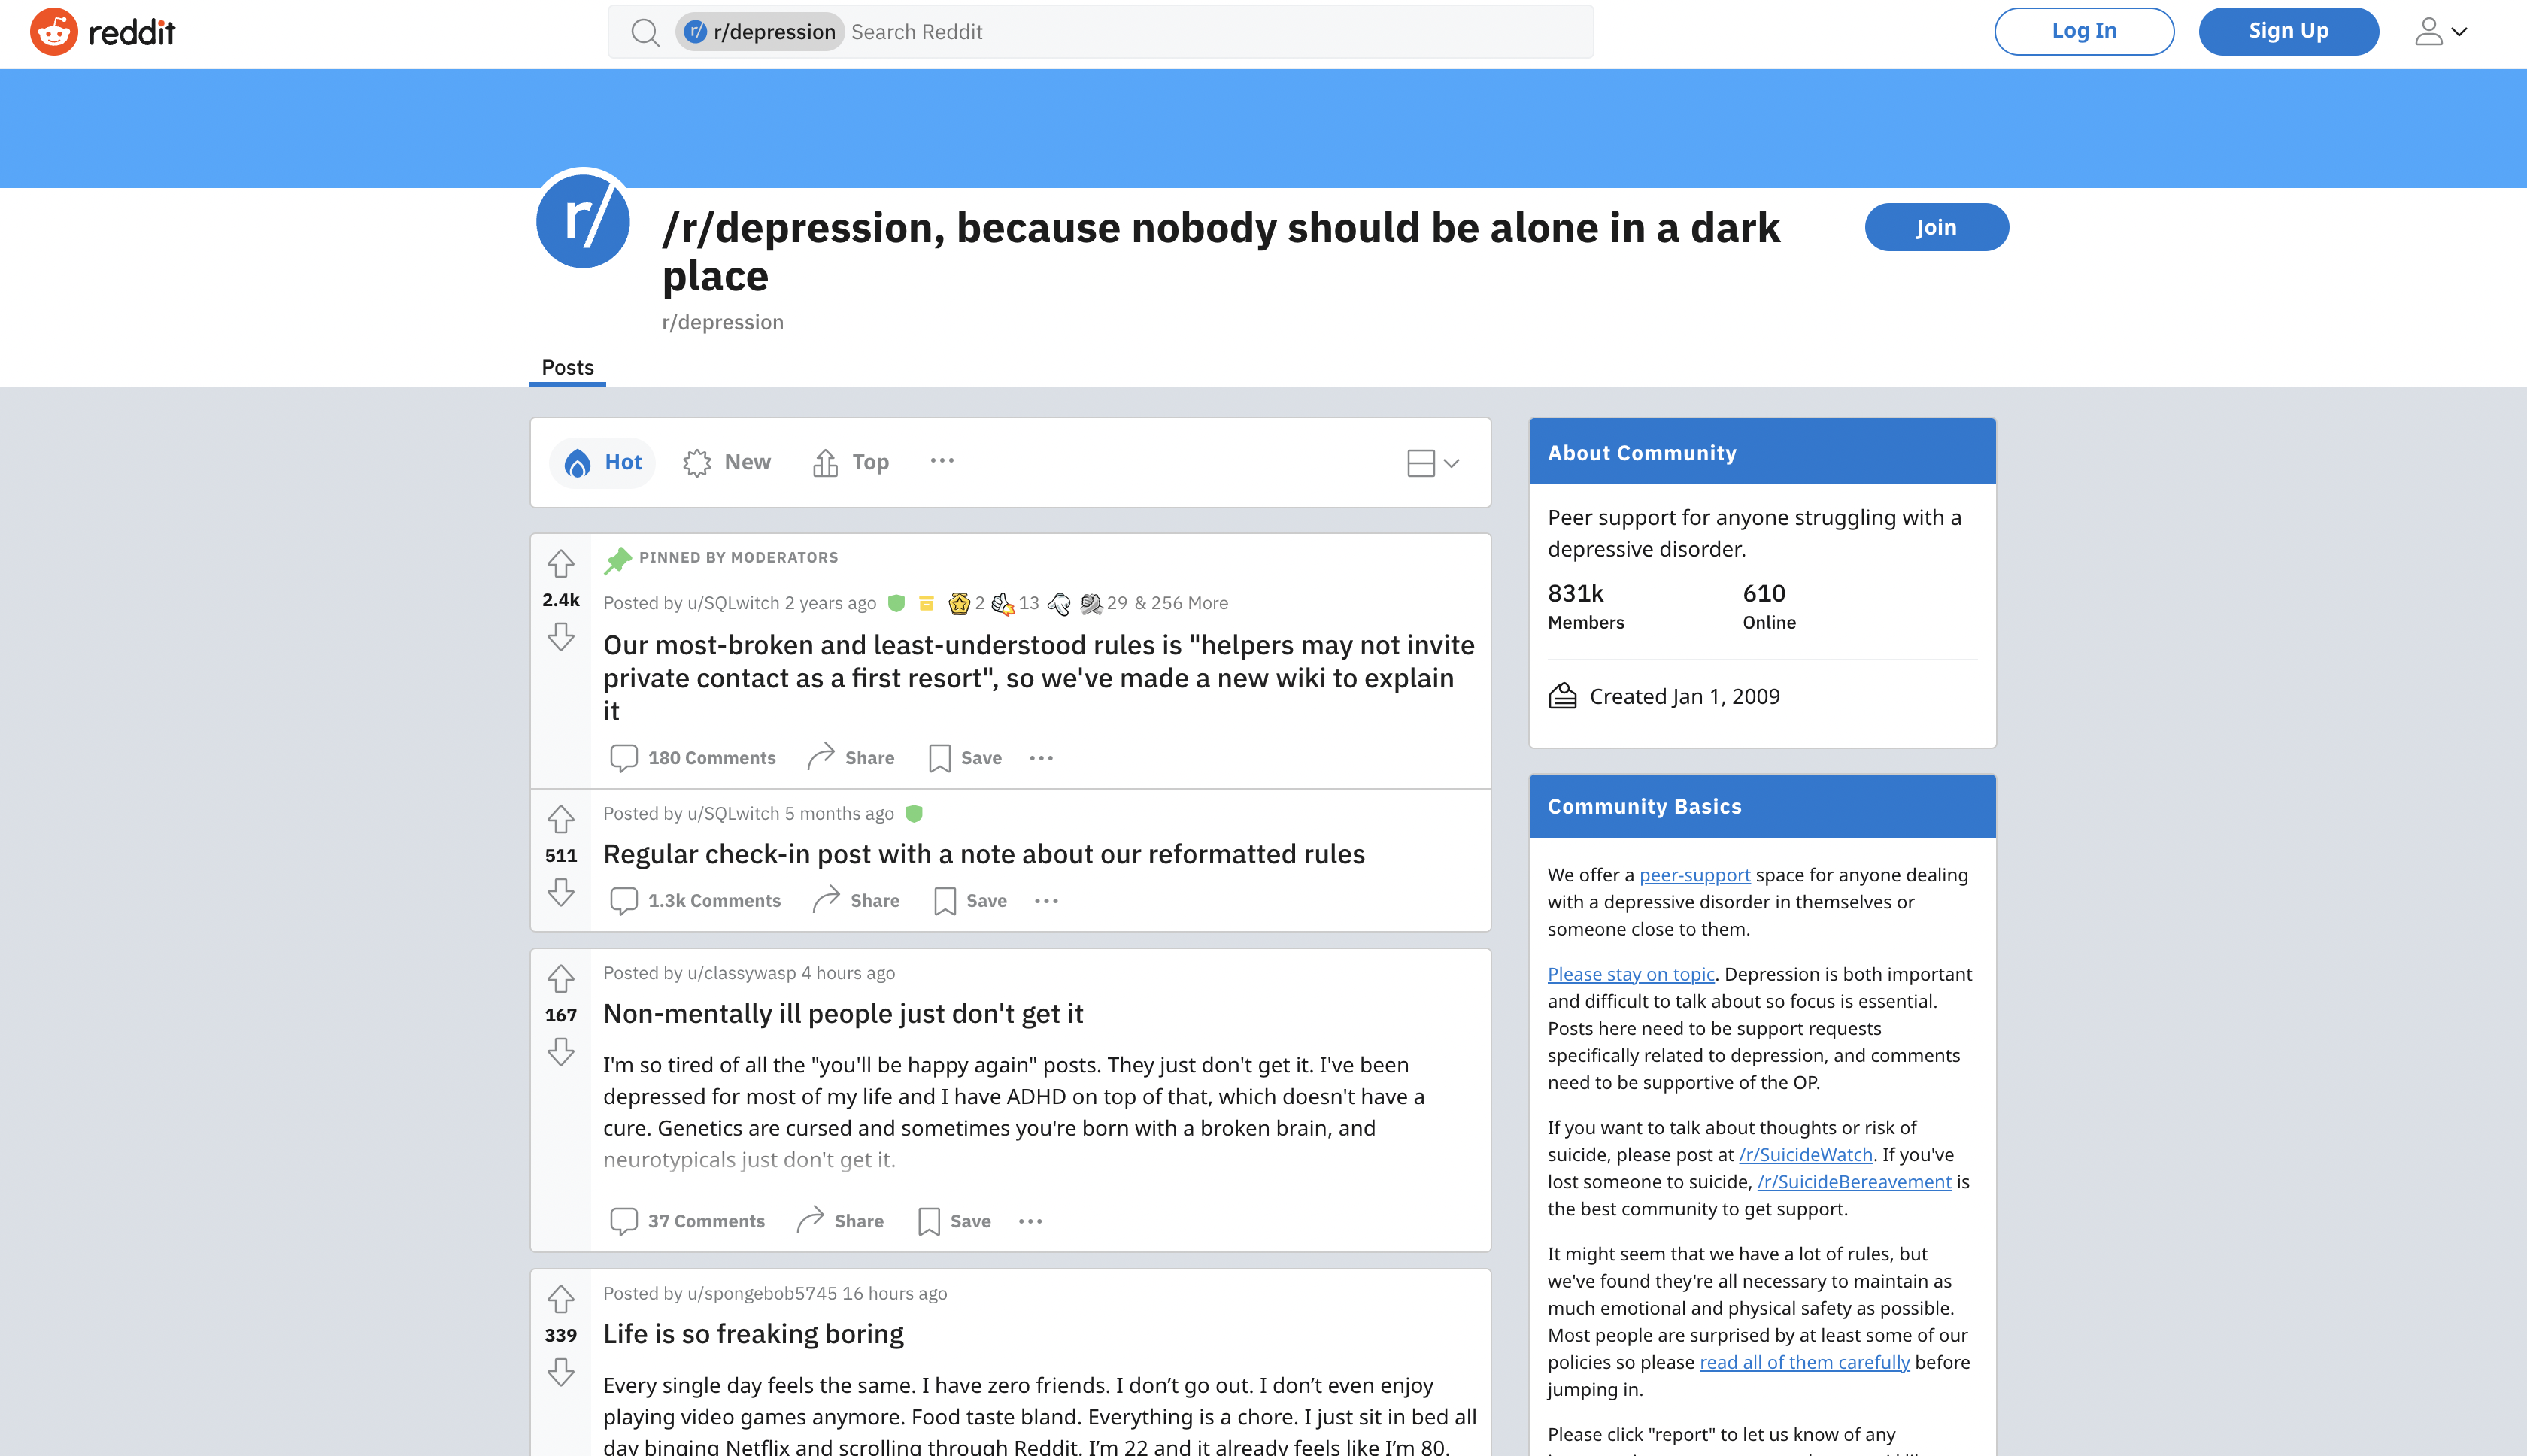 reddit
r/depression Search Reddit
Log In
Sign Up
r/
/r/depression, because nobody should be alone in a dark
place
r/depression
Join
Posts
Hot
New
Top
PINNED BY MODERATORS
2.4k
Posted by u/SQLwitch 2 years ago 2 13 29 & 256 More
Our most-broken and least-understood rules is "helpers may not invite
private contact as a first resort", so we've made a new wiki to explain
it
180 Comments Share Save
Posted by u/SQLwitch 5 months ago
511
Regular check-in post with a note about our reformatted rules
1.3k Comments Share Save
Posted by u/classywasp 4 hours ago
167
Non-mentally ill people just don't get it
I'm so tired of all the "you'll be happy again" posts. They just don't get it. I've been
depressed for most of my life and I have ADHD on top of that, which doesn't have a
cure. Genetics are cursed and sometimes you're born with a broken brain, and
neurotypicals just don't get it.
37 Comments Share Save
Posted by u/spongebob5745 16 hours ago
339
Life is so freaking boring
Every single day feels the same. I have zero friends. I don’t go out. I don’t even enjoy
playing video games anymore. Food taste bland. Everything is a chore. I just sit in bed all
day binging Netflix and scrolling through Reddit. I’m 22 and it already feels like I’m 80.
About Community
Peer support for anyone struggling with a
depressive disorder.
831k 610
Members Online
Created Jan 1, 2009
Community Basics
We offer a peer-support space for anyone dealing
with a depressive disorder in themselves or
someone close to them.
Please stay on topic. Depression is both important
and difficult to talk about so focus is essential.
Posts here need to be support requests
specifically related to depression, and comments
need to be supportive of the OP.
If you want to talk about thoughts or risk of
suicide, please post at /r/SuicideWatch. If you've
lost someone to suicide, /r/SuicideBereavement is
the best community to get support.
It might seem that we have a lot of rules, but
we've found they're all necessary to maintain as
much emotional and physical safety as possible.
Most people are surprised by at least some of our
policies so please read all of them carefully before
jumping in.
Please click "report" to let us know of any